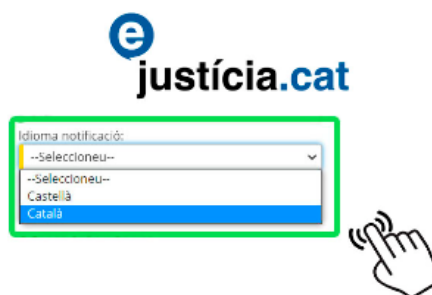 e
justícia.cat
Idioma notificació:
--Seleccioneu--
--Seleccioneu--
Castellà
Català